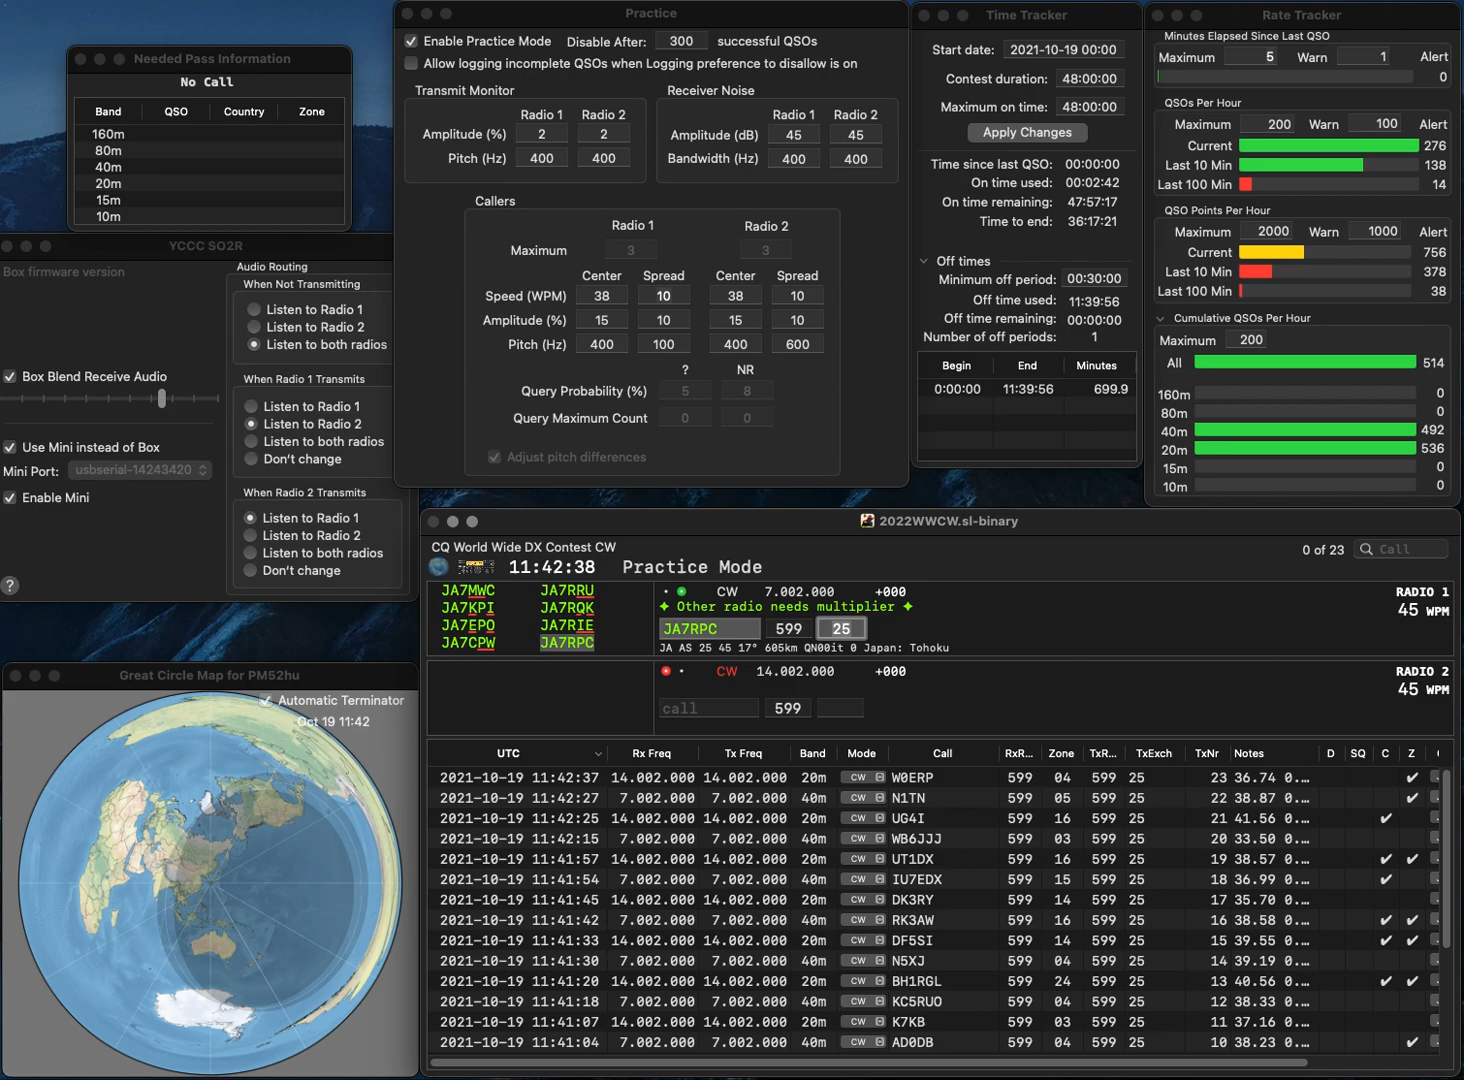 Needed Pass Information
No Call
Band QSO Country Zone
160m
80m
40m
20m
15m
10m
YCCC SO2R
Box firmware version
Box Blend Receive Audio
Use Mini instead of Box
Mini Port: usbserial-14243420
Enable Mini
?
Audio Routing
When Not Transmitting
Listen to Radio 1
Listen to Radio 2
Listen to both radios
When Radio 1 Transmits
Listen to Radio 1
Listen to Radio 2
Listen to both radios
Don't change
When Radio 2 Transmits
Listen to Radio 1
Listen to Radio 2
Listen to both radios
Don't change
Practice
Enable Practice Mode Disable After: 300 successful QSOs
Allow logging incomplete QSOs when Logging preference to disallow is on
Transmit Monitor
Radio 1 Radio 2
Amplitude (%) 2 2
Pitch (Hz) 400 400
Receiver Noise
Radio 1 Radio 2
Amplitude (dB) 45 45
Bandwidth (Hz) 400 400
Callers
Radio 1 Radio 2
Maximum 3 3
Center Spread Center Spread
Speed (WPM) 38 10 38 10
Amplitude (%) 15 10 15 10
Pitch (Hz) 400 100 400 600
? NR
Query Probability (%) 5 8
Query Maximum Count 0 0
Adjust pitch differences
Time Tracker
Start date: 2021-10-19 00:00
Contest duration: 48:00:00
Maximum on time: 48:00:00
Apply Changes
Time since last QSO: 00:00:00
On time used: 00:02:42
On time remaining: 47:57:17
Time to end: 36:17:21
Off times
Minimum off period: 00:30:00
Off time used: 11:39:56
Off time remaining: 00:00:00
Number of off periods: 1
Begin End Minutes
0:00:00 11:39:56 699.9
Rate Tracker
Minutes Elapsed Since Last QSO
Maximum 5 Warn 1 Alert
0
QSOs Per Hour
Maximum 200 Warn 100 Alert
Current 276
Last 10 Min 138
Last 100 Min 14
QSO Points Per Hour
Maximum 2000 Warn 1000 Alert
Current 756
Last 10 Min 378
Last 100 Min 38
Cumulative QSOs Per Hour
Maximum 200
All 514
160m 0
80m 0
40m 492
20m 536
15m 0
10m 0
Great Circle Map for PM52hu
Automatic Terminator
Oct 19 11:42
2022WWCW.sl-binary
CQ World Wide DX Contest CW
0 of 23 Call
11:42:38 Practice Mode
JA7MWC JA7RRU
JA7KPI JA7RQK
JA7EPO JA7RIE
JA7CPW JA7RPC
CW 7.002.000 +000
Other radio needs multiplier
JA7RPC 599 25
JA AS 25 45 17° 605km QN00it 0 Japan: Tohoku
RADIO 1
45 WPM
CW 14.002.000 +000
call 599
RADIO 2
45 WPM
UTC Rx Freq Tx Freq Band Mode Call RxR... Zone TxR... TxExch TxNr Notes D SQ C Z
2021-10-19 11:42:37 14.002.000 14.002.000 20m CW W0ERP 599 04 599 25 23 36.74 0....
2021-10-19 11:42:27 7.002.000 7.002.000 40m CW N1TN 599 05 599 25 22 38.87 0....
2021-10-19 11:42:25 14.002.000 14.002.000 20m CW UG4I 599 16 599 25 21 41.56 0....
2021-10-19 11:42:15 7.002.000 7.002.000 40m CW WB6JJJ 599 03 599 25 20 33.50 0....
2021-10-19 11:41:57 14.002.000 14.002.000 20m CW UT1DX 599 16 599 25 19 38.57 0....
2021-10-19 11:41:54 7.002.000 7.002.000 40m CW IU7EDX 599 15 599 25 18 36.99 0....
2021-10-19 11:41:45 14.002.000 14.002.000 20m CW DK3RY 599 14 599 25 17 35.70 0....
2021-10-19 11:41:42 7.002.000 7.002.000 40m CW RK3AW 599 16 599 25 16 38.58 0....
2021-10-19 11:41:33 14.002.000 14.002.000 20m CW DF5SI 599 14 599 25 15 39.55 0....
2021-10-19 11:41:30 7.002.000 7.002.000 40m CW N5XJ 599 04 599 25 14 39.19 0....
2021-10-19 11:41:20 14.002.000 14.002.000 20m CW BH1RGL 599 24 599 25 13 40.56 0....
2021-10-19 11:41:18 7.002.000 7.002.000 40m CW KC5RUO 599 04 599 25 12 38.33 0....
2021-10-19 11:41:07 14.002.000 14.002.000 20m CW K7KB 599 03 599 25 11 37.16 0....
2021-10-19 11:41:04 7.002.000 7.002.000 40m CW AD0DB 599 04 599 25 10 38.23 0....